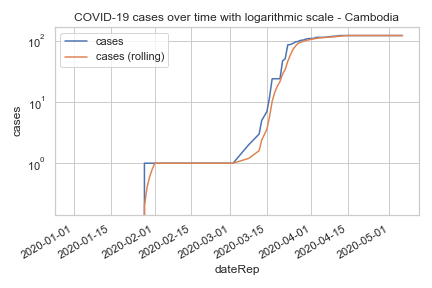 COVID-19 cases over time with logarithmic scale - Cambodia
cases
cases (rolling)
10²
10¹
10⁰
cases
2020-01-01
2020-01-15
2020-02-01
2020-02-15
2020-03-01
2020-03-15
2020-04-01
2020-04-15
2020-05-01
dateRep